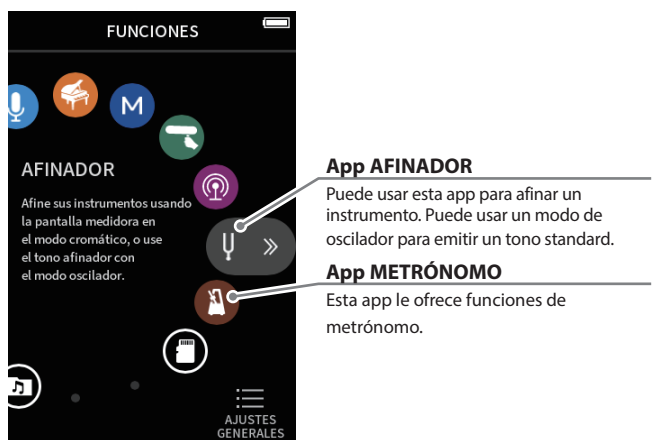 FUNCIONES
M
AFINADOR
Afine sus instrumentos usando
la pantalla medidora en
el modo cromático, o use
el tono afinador con
el modo oscilador.
AJUSTES
GENERALES
App AFINADOR
Puede usar esta app para afinar un
instrumento. Puede usar un modo de
oscilador para emitir un tono standard.
App METRÓNOMO
Esta app le ofrece funciones de
metrónomo.